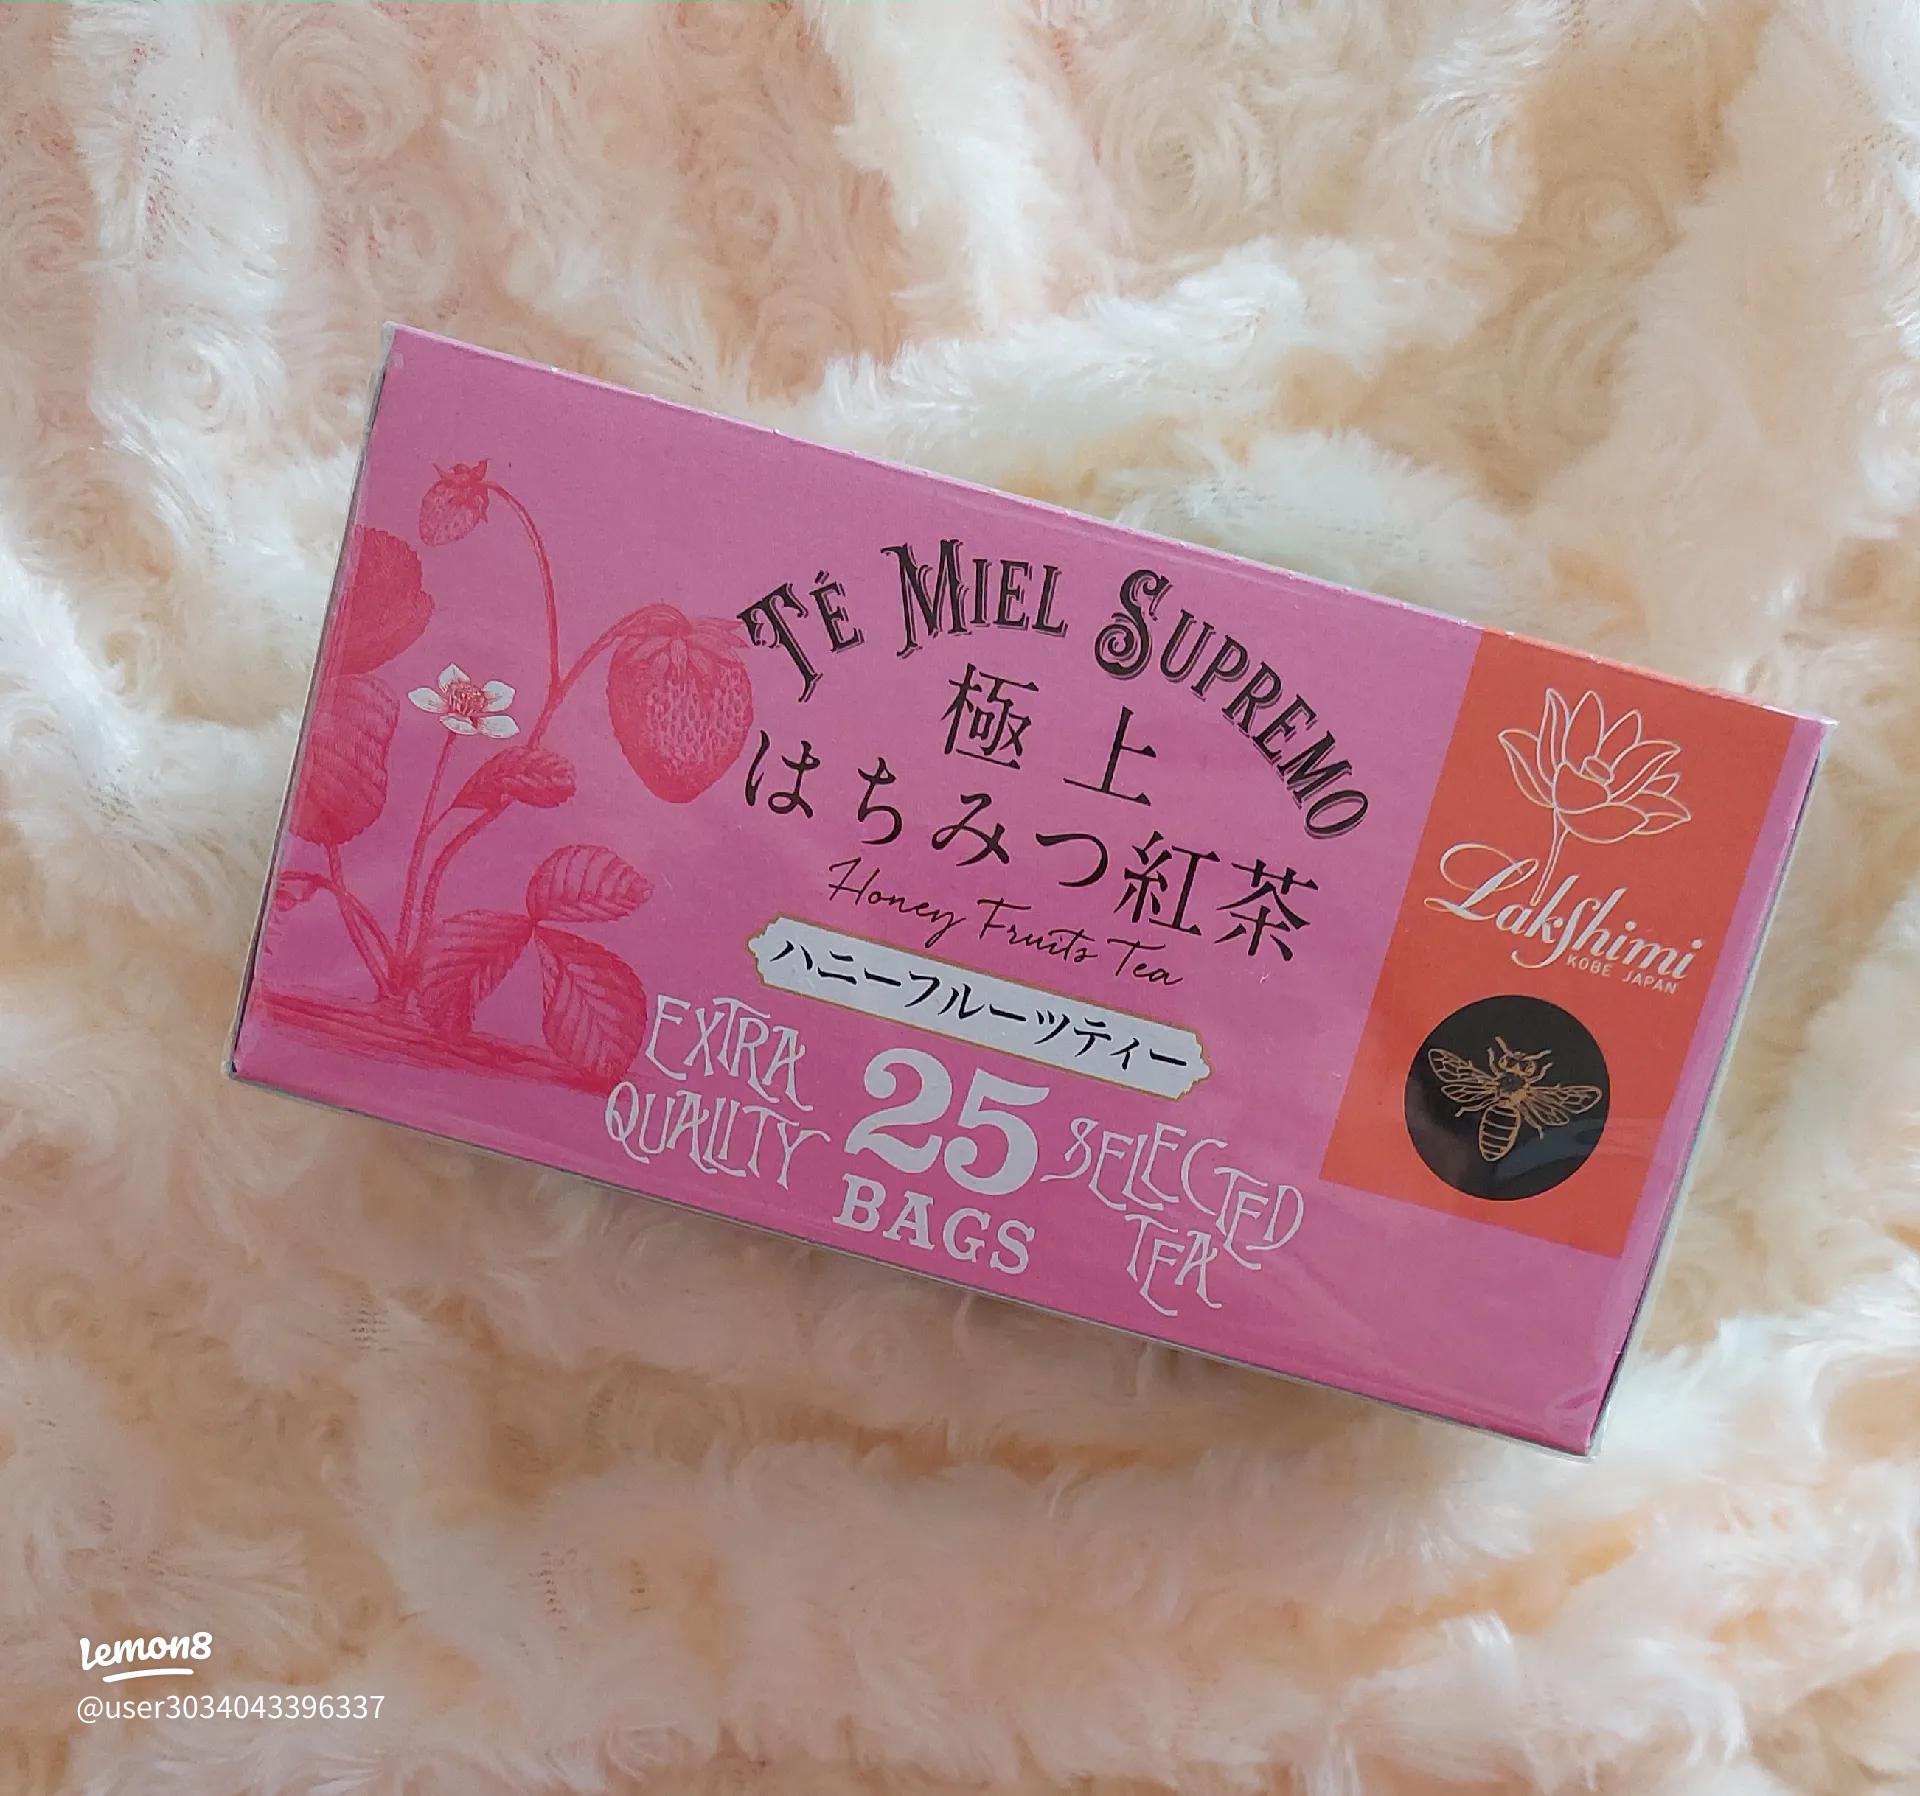 TÉ MIEL SUPREMO
極上
はちみつ紅茶
Honey Fruits Tea
ハニーフルーツティー
EXTRA
QUALITY
25
BAGS
SELECTED
TEA
Lakshimi
KOBE JAPAN
Lemon8
@user3034043396337